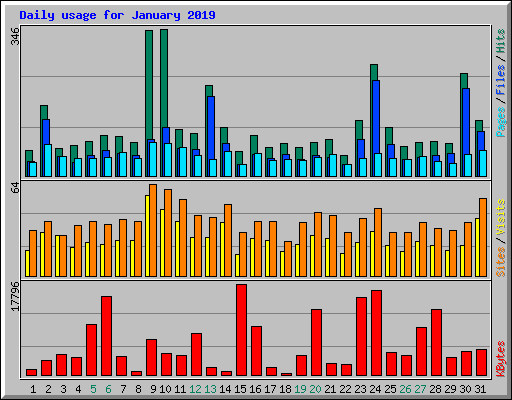 Daily usage for January 2019
346
Pages / Files / Hits
64
Sites / Visits
17796
KBytes
1 2 3 4 5 6 7 8 9 10 11 12 13 14 15 16 17 18 19 20 21 22 23 24 25 26 27 28 29 30 31